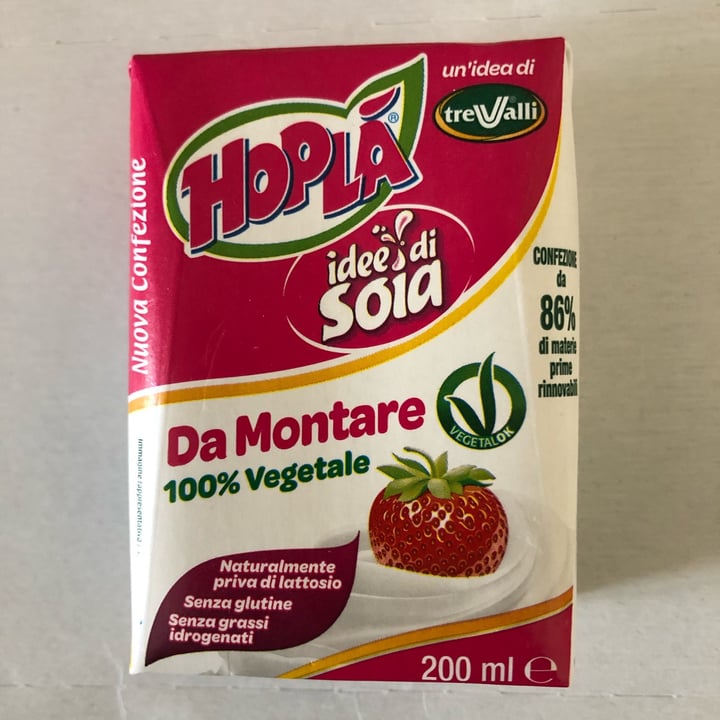 un'idea di
treValli
HOPLÀ®
idee di
SOIA
Nuova Confezione
CONFEZIONE
da
86%
di materie
prime
rinnovabili
Da Montare
100% Vegetale
VEGETALOK
Naturalmente
priva di lattosio
Senza glutine
Senza grassi
idrogenati
200 ml ℮